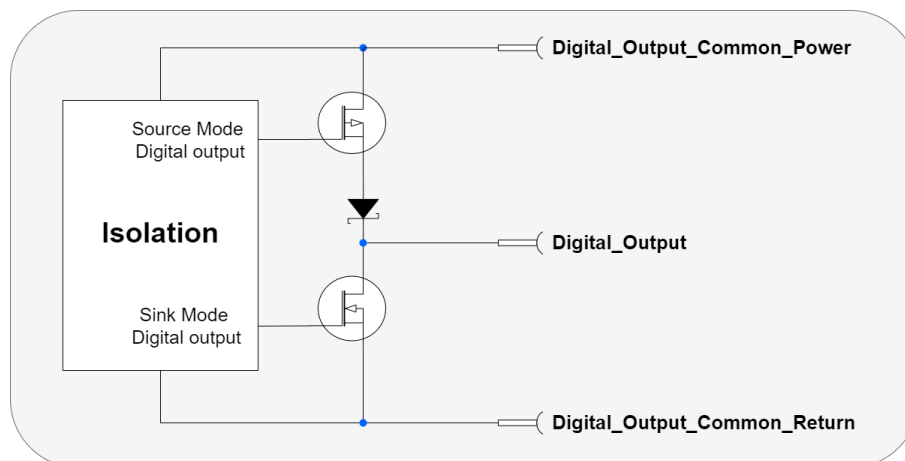 Digital_Output_Common_Power
Source Mode
Digital output
Isolation
Digital_Output
Sink Mode
Digital output
Digital_Output_Common_Return